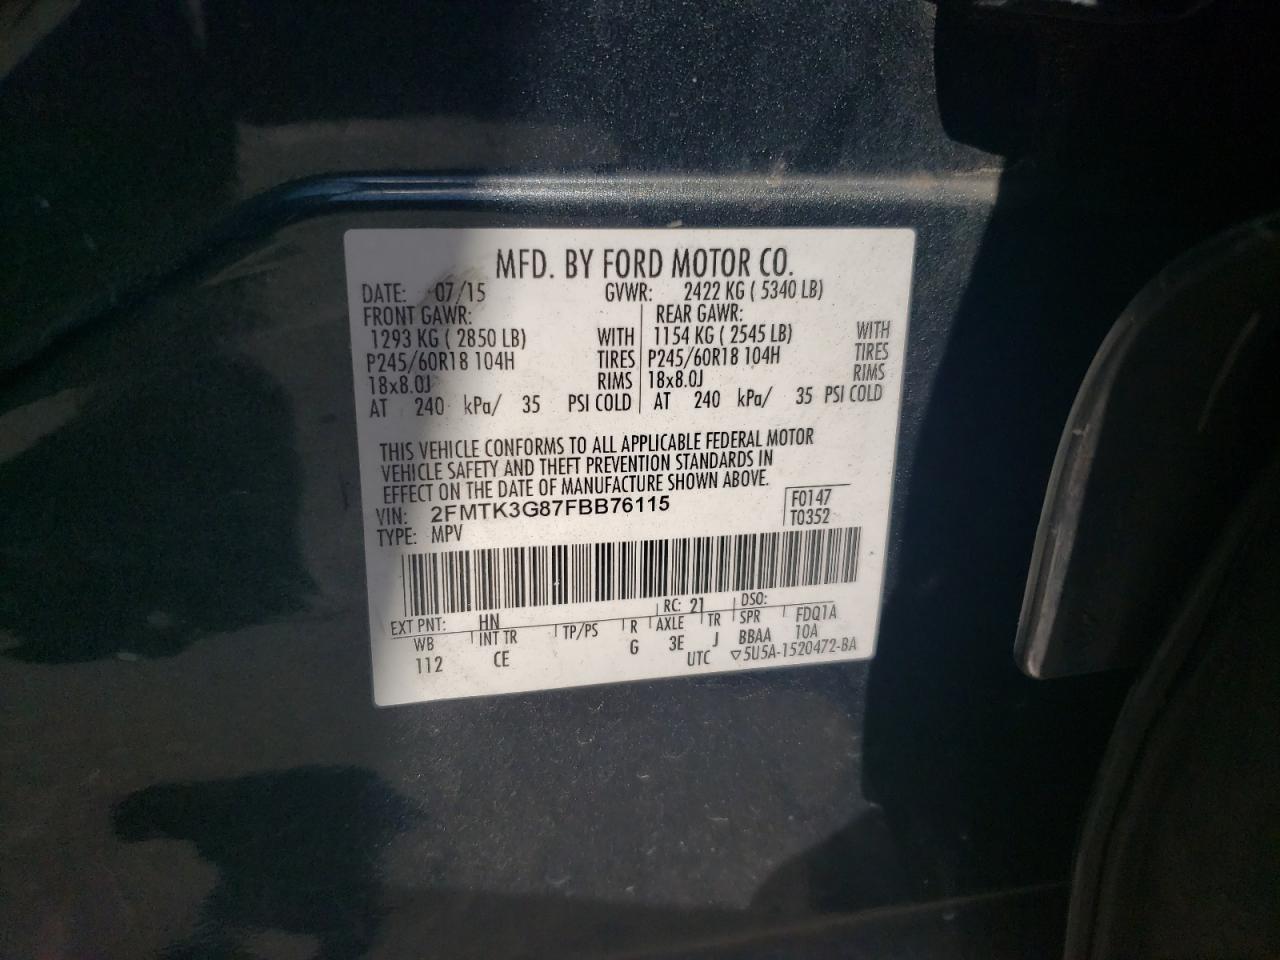 MFD. BY FORD MOTOR CO.
DATE: 07/15 GVWR: 2422 KG ( 5340 LB)
FRONT GAWR: REAR GAWR:
1293 KG ( 2850 LB) WITH 1154 KG ( 2545 LB) WITH
P245/60R18 104H TIRES P245/60R18 104H TIRES
18x8.0J RIMS 18x8.0J RIMS
AT 240 kPa/ 35 PSI COLD AT 240 kPa/ 35 PSI COLD
THIS VEHICLE CONFORMS TO ALL APPLICABLE FEDERAL MOTOR
VEHICLE SAFETY AND THEFT PREVENTION STANDARDS IN
EFFECT ON THE DATE OF MANUFACTURE SHOWN ABOVE.
VIN: 2FMTK3G87FBB76115 F0147
TYPE: MPV T0352
EXT PNT: HN RC: 21 DSO: FDQ1A
WB INT TR TP/PS R AXLE TR SPR 10A
112 CE G 3E J BBAA
UTC ▽5U5A-1520472-BA